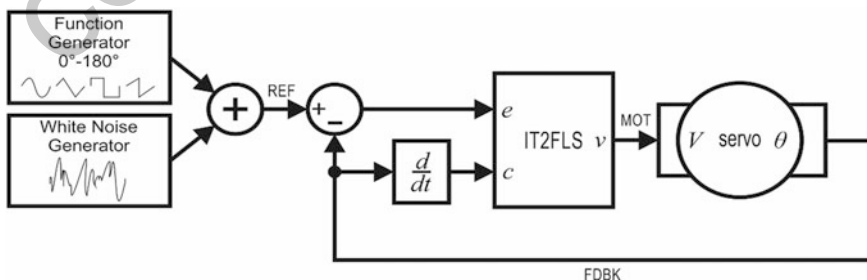 Function
Generator
0°-180°
White Noise
Generator
+
REF
+
−
d
dt
e
c
IT2FLS
v
MOT
V servo θ
FDBK